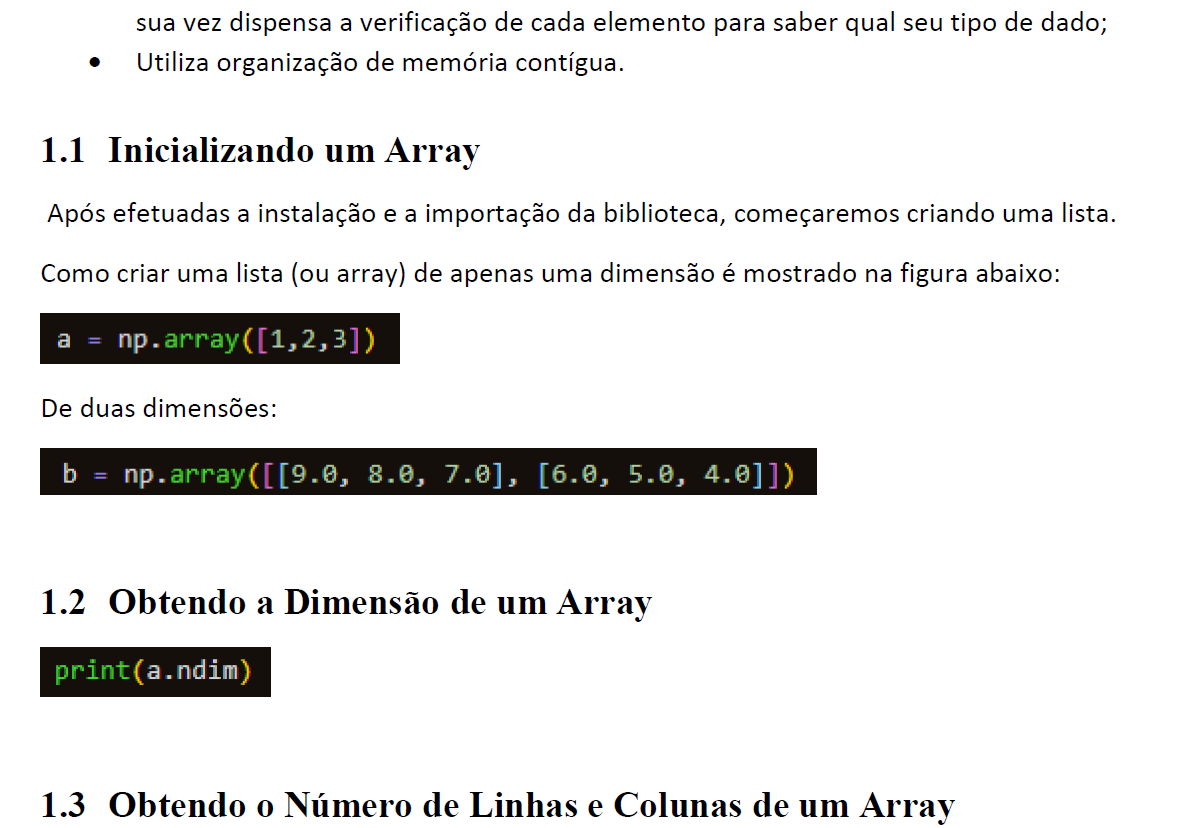 sua vez dispensa a verificação de cada elemento para saber qual seu tipo de dado;
• Utiliza organização de memória contígua.
1.1 Inicializando um Array
Após efetuadas a instalação e a importação da biblioteca, começaremos criando uma lista.
Como criar uma lista (ou array) de apenas uma dimensão é mostrado na figura abaixo:
a = np.array([1,2,3])
De duas dimensões:
b = np.array([[9.0, 8.0, 7.0], [6.0, 5.0, 4.0]])
1.2 Obtendo a Dimensão de um Array
print(a.ndim)
1.3 Obtendo o Número de Linhas e Colunas de um Array